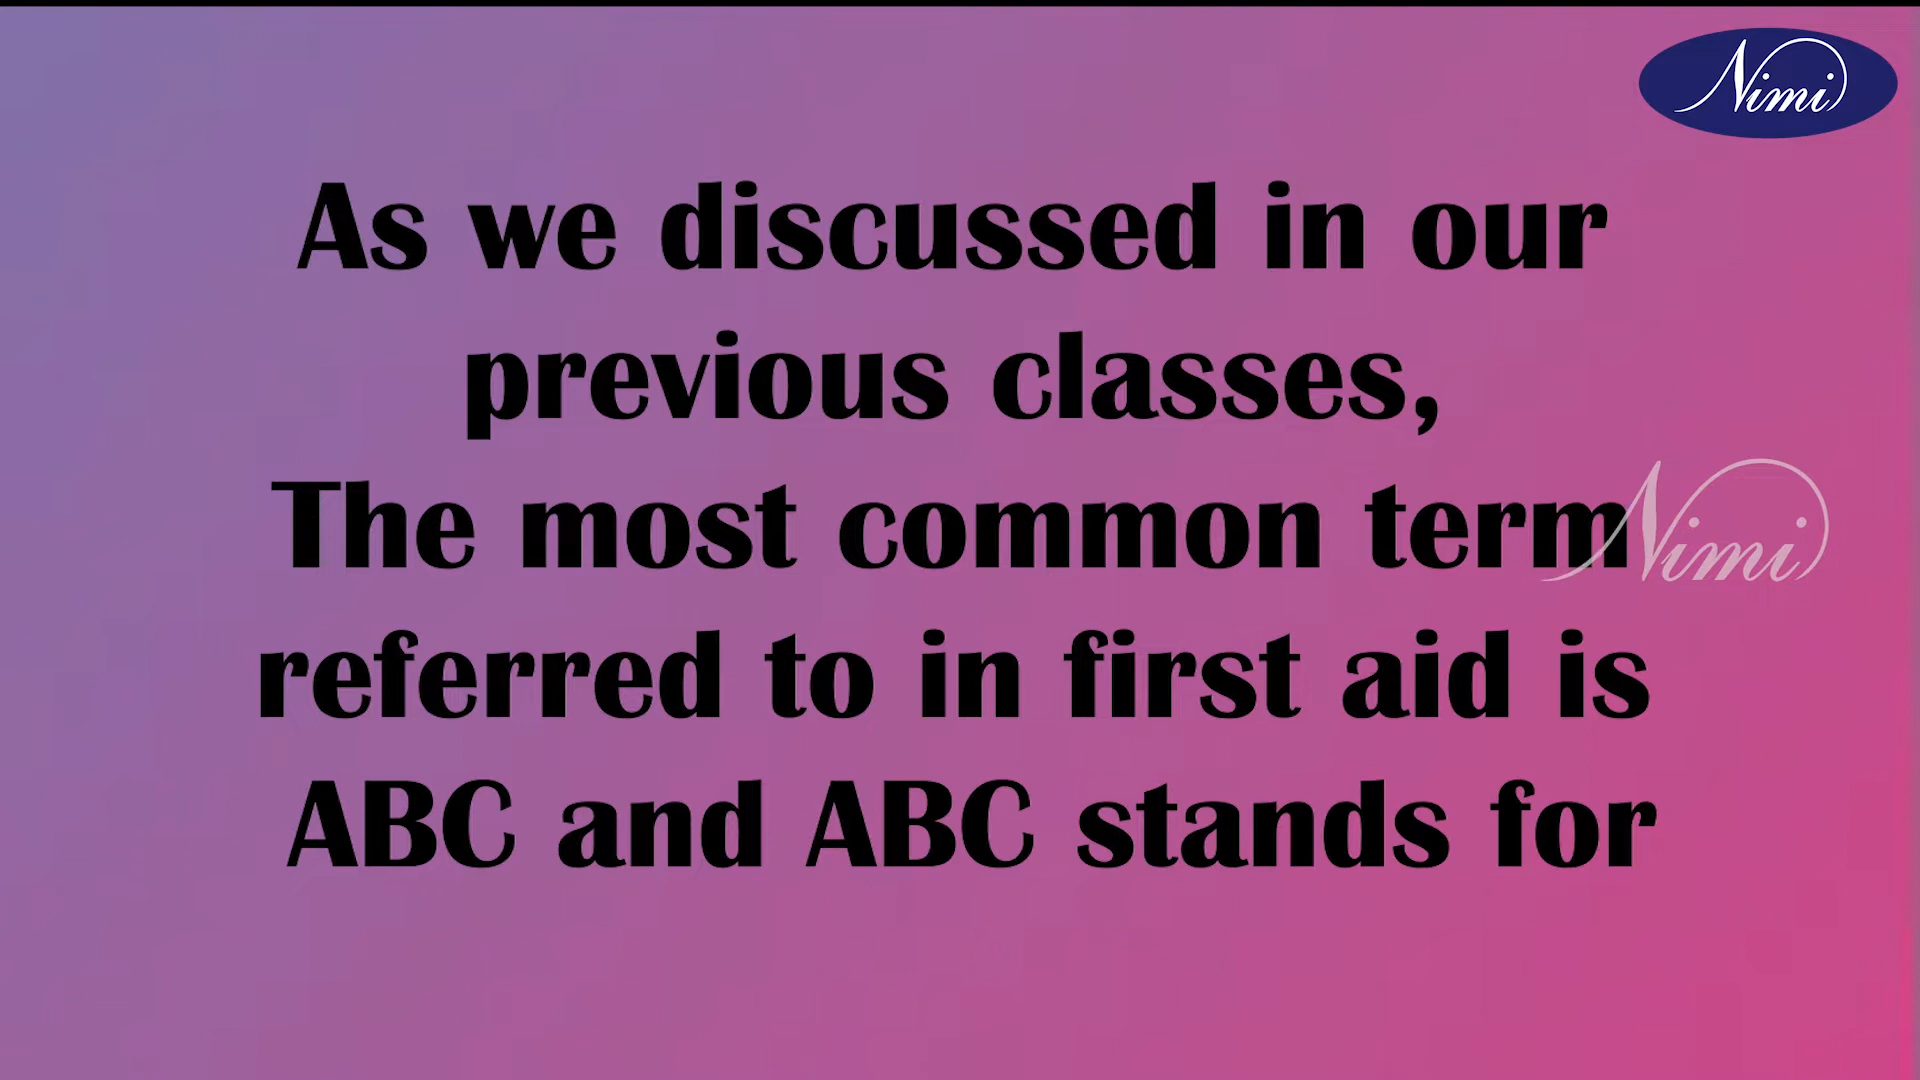 Nimi
As we discussed in our
previous classes,
The most common term
Nimi
referred to in first aid is
ABC and ABC stands for